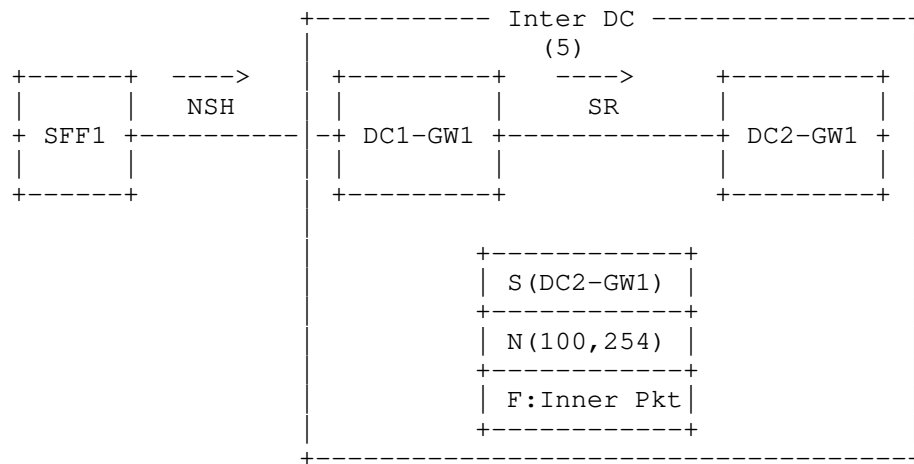 Inter DC
(5)
----> ---->
NSH SR
SFF1 DC1-GW1 DC2-GW1
S(DC2-GW1)
N(100,254)
F:Inner Pkt